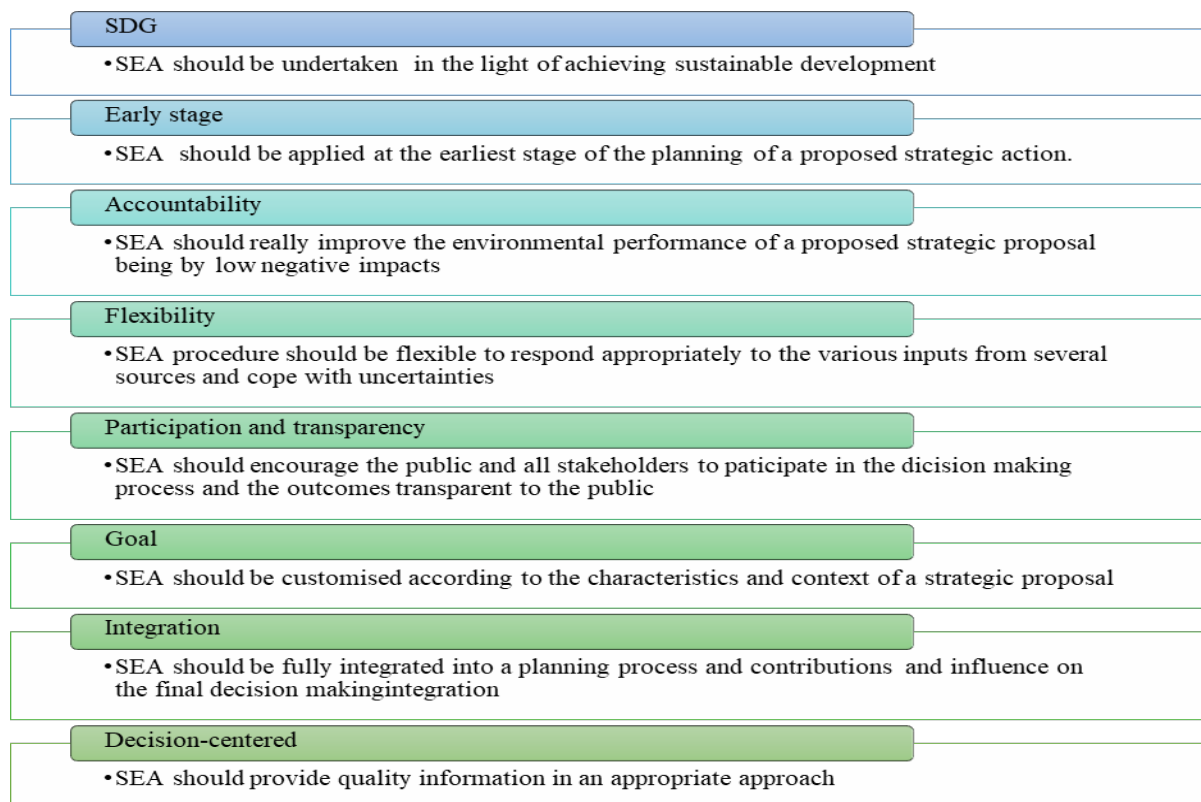 SDG
•SEA should be undertaken in the light of achieving sustainable development
Early stage
•SEA should be applied at the earliest stage of the planning of a proposed strategic action.
Accountability
•SEA should really improve the environmental performance of a proposed strategic proposal
being by low negative impacts
Flexibility
•SEA procedure should be flexible to respond appropriately to the various inputs from several
sources and cope with uncertainties
Participation and transparency
•SEA should encourage the public and all stakeholders to paticipate in the dicision making
process and the outcomes transparent to the public
Goal
•SEA should be customised according to the characteristics and context of a strategic proposal
Integration
•SEA should be fully integrated into a planning process and contributions and influence on
the final decision makingintegration
Decision-centered
•SEA should provide quality information in an appropriate approach